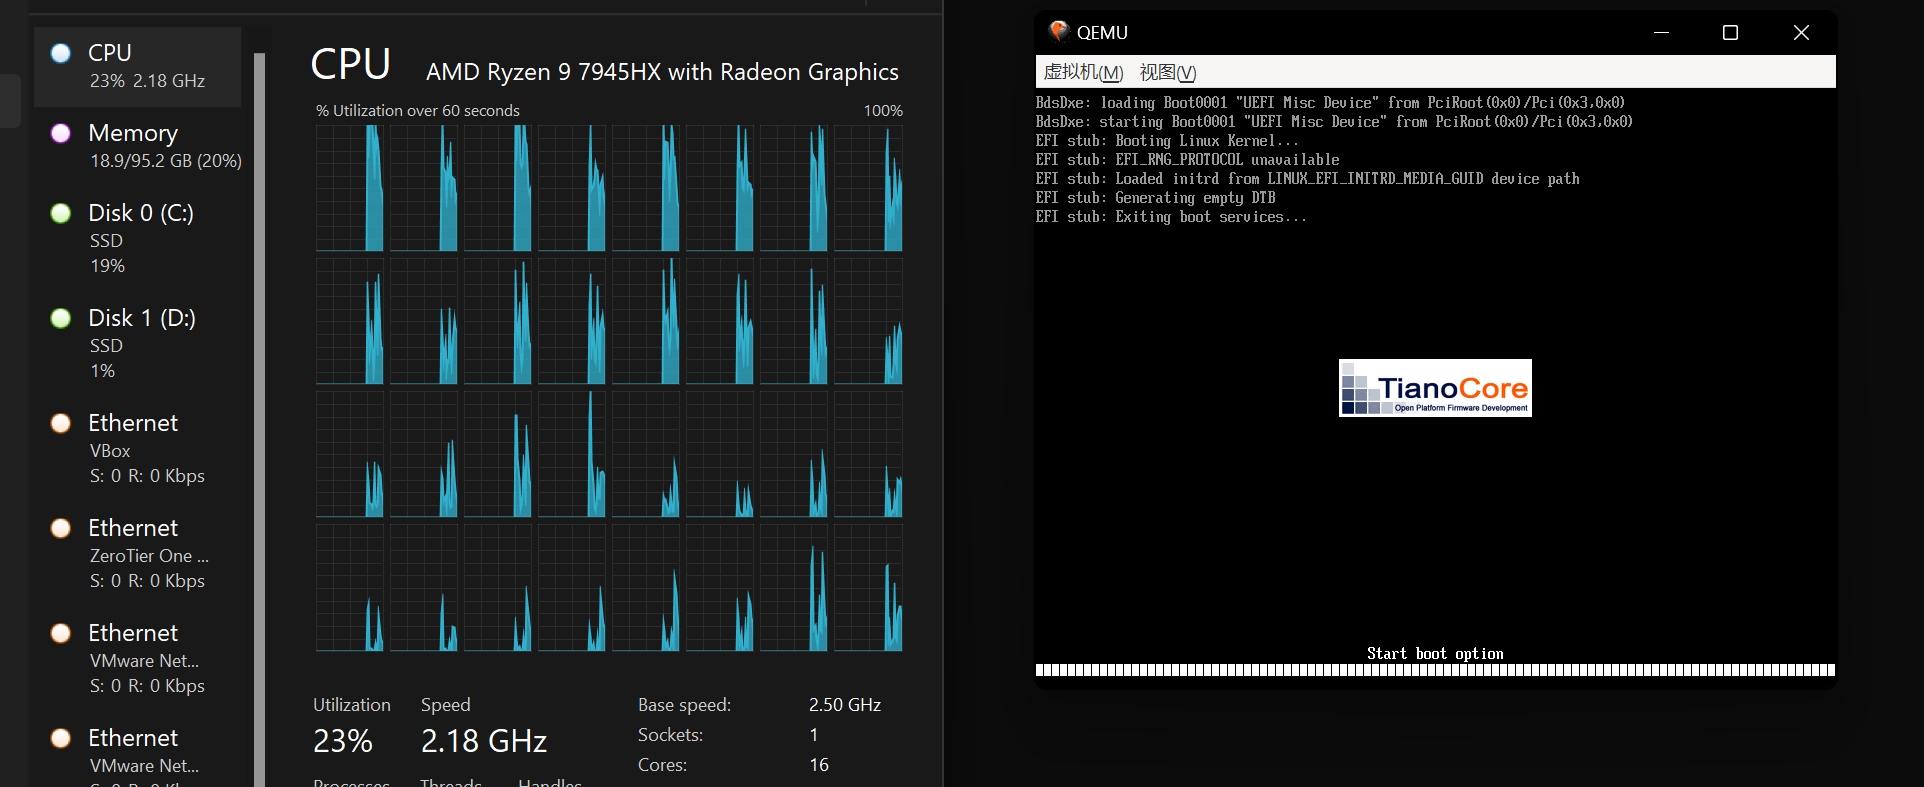 CPU
23% 2.18 GHz
Memory
18.9/95.2 GB (20%)
Disk 0 (C:)
SSD
19%
Disk 1 (D:)
SSD
1%
Ethernet
VBox
S: 0 R: 0 Kbps
Ethernet
ZeroTier One ...
S: 0 R: 0 Kbps
Ethernet
VMware Net...
S: 0 R: 0 Kbps
Ethernet
VMware Net...
CPU
AMD Ryzen 9 7945HX with Radeon Graphics
% Utilization over 60 seconds 100%
Utilization Speed
23% 2.18 GHz
Processes Threads Handles
Base speed: 2.50 GHz
Sockets: 1
Cores: 16
QEMU
虚拟机(M) 视图(V)
BdsDxe: loading Boot0001 "UEFI Misc Device" from PciRoot(0x0)/Pci(0x3,0x0)
BdsDxe: starting Boot0001 "UEFI Misc Device" from PciRoot(0x0)/Pci(0x3,0x0)
EFI stub: Booting Linux Kernel...
EFI stub: EFI_RNG_PROTOCOL unavailable
EFI stub: Loaded initrd from LINUX_EFI_INITRD_MEDIA_GUID device path
EFI stub: Generating empty DTB
EFI stub: Exiting boot services...
TianoCore
Open Platform Firmware Development
Start boot option